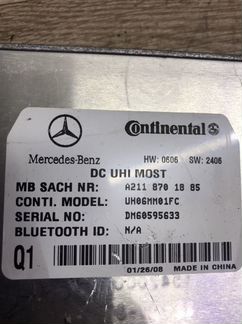 Continental
Mercedes-Benz HW: 0606 SW: 2406
DC UHI MOST
MB SACH NR: A211 870 18 85
CONTI. MODEL: UH06MM01FC
SERIAL NO: DM60595633
BLUETOOTH ID: N/A
Q1
01/26/08 MADE IN CHINA